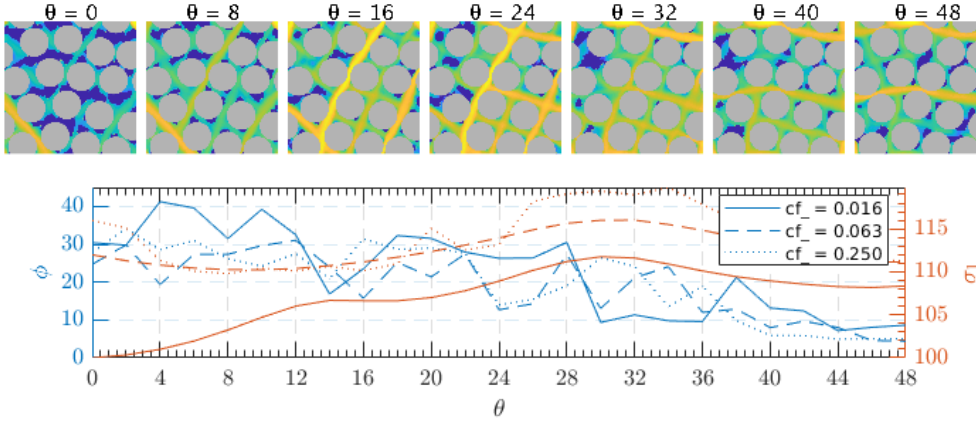 θ = 0 θ = 8 θ = 16 θ = 24 θ = 32 θ = 40 θ = 48
40
30
20
10
0
ϕ
cf_ = 0.016
cf_ = 0.063
cf_ = 0.250
115
110
105
100
0 4 8 12 16 20 24 28 32 36 40 44 48
θ